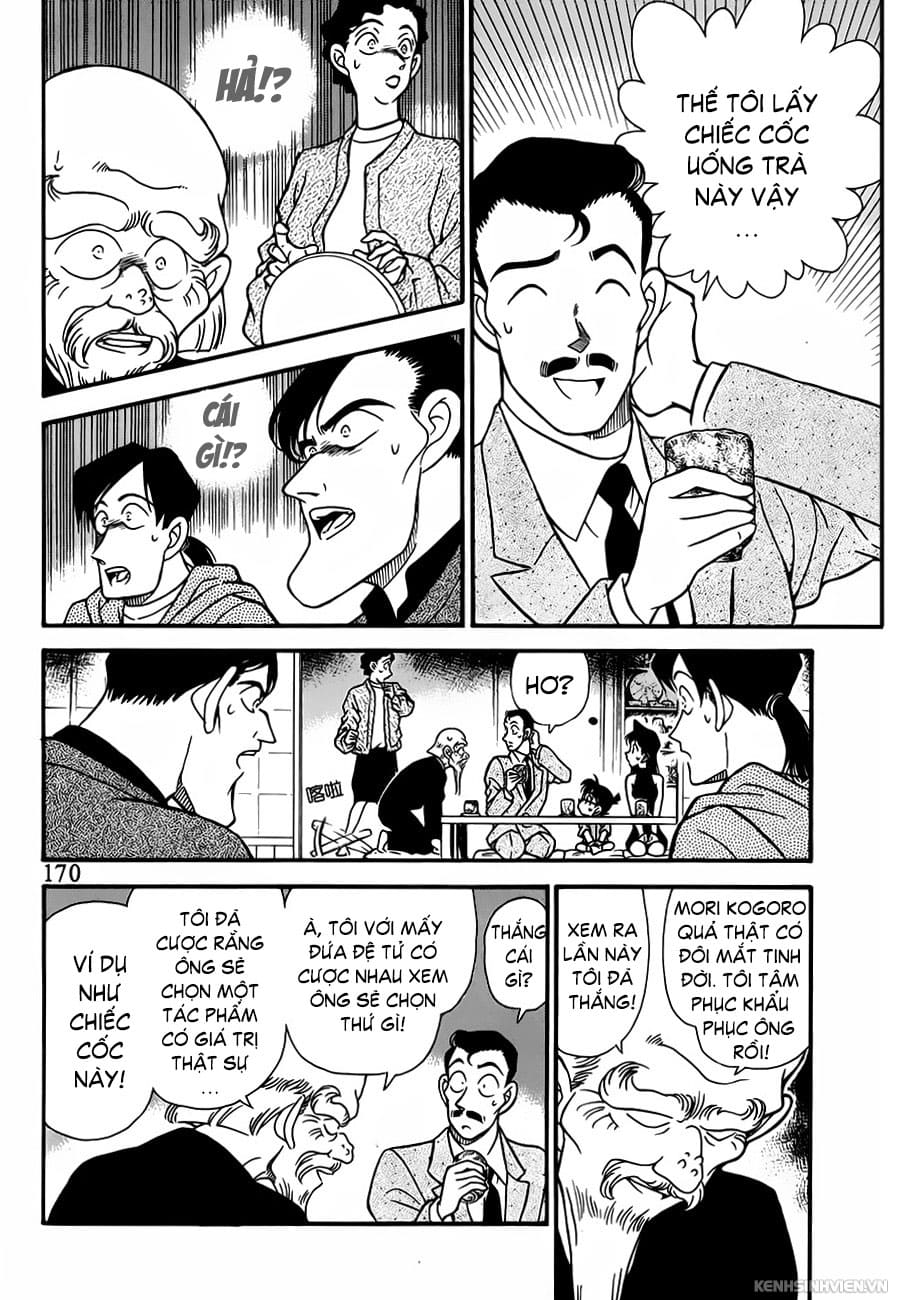 THẾ TÔI LẤY
CHIẾC CỐC
UỐNG TRÀ
NÀY VẬY
...
HẢ!?
CÁI
GÌ!?
HƠ?
喀啦
170
MORI KOGORO
QUẢ THẬT CÓ
ĐÔI MẮT TINH
ĐỜI. TÔI TÂM
PHỤC KHẨU
PHỤC ÔNG
RỒI!
XEM RA
LẦN NÀY
TÔI ĐÃ
THẮNG!
THẮNG
CÁI
GÌ?
À, TÔI VỚI MẤY
ĐỨA ĐỆ TỬ CÓ
CƯỢC NHAU XEM
ÔNG SẼ CHỌN
THỨ GÌ!
TÔI ĐÃ
CƯỢC RẰNG
ÔNG SẼ
CHỌN MỘT
TÁC PHẨM
CÓ GIÁ TRỊ
THẬT SỰ
...
VÍ DỤ
NHƯ
CHIẾC
CỐC
NÀY!
KENHSINHVIEN.VN